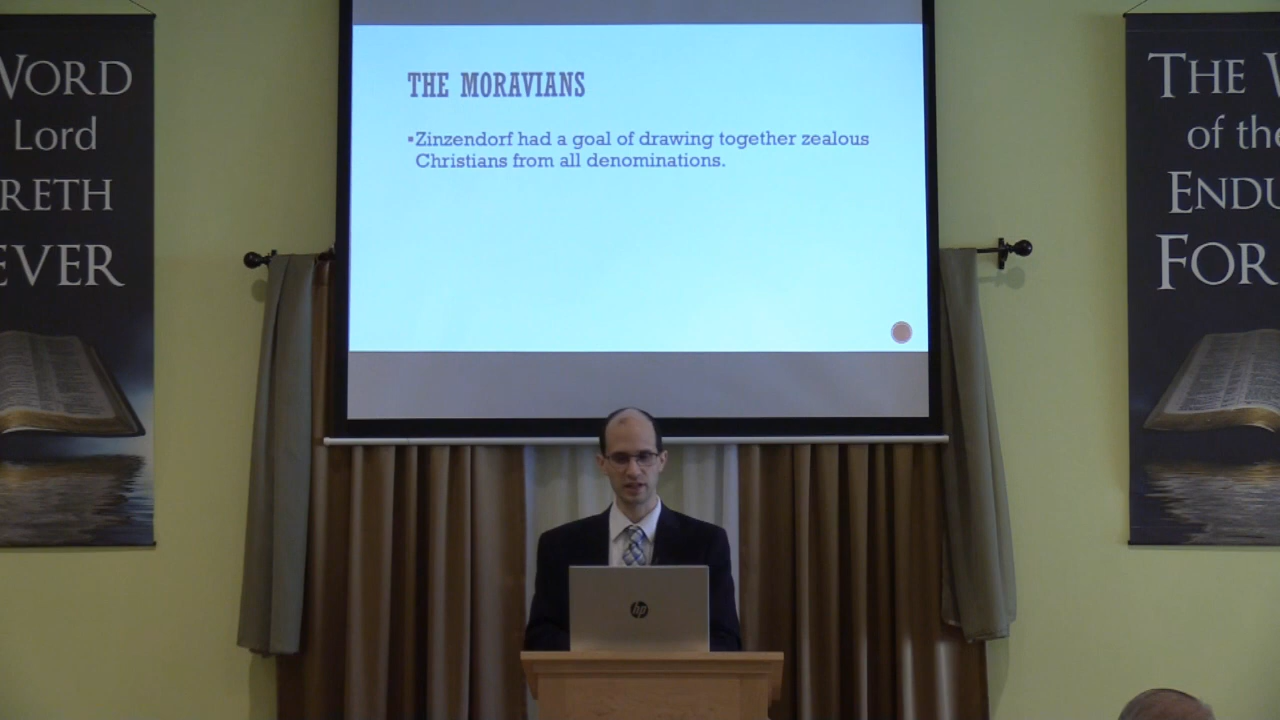 THE MORAVIANS
▪Zinzendorf had a goal of drawing together zealous
Christians from all denominations.
WORD
Lord
RETH
EVER
THE W
of the
ENDU
FOR
hp